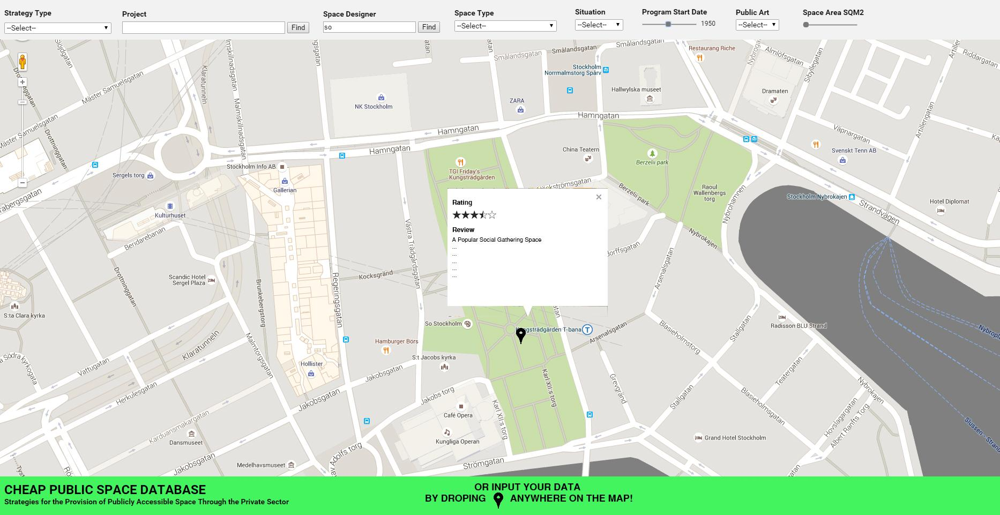 Strategy Type
--Select--
Project
Find
Space Designer
so
Find
Space Type
--Select--
Situation
--Select--
Program Start Date
1950
Public Art
--Select--
Space Area SQM2
Slöjdgatan
Mäster Samuelsgatan
Klaratunneln
Malmskillnadsgatan
Smålandsgatan
Smålandsgatan
Smålandsgatan
Restaurang Riche
Almlöfsgatan
Sibyllegatan
Riddargatan
Stockholm
Norrmalmstorg Spårv
Hallwylska museet
Dramaten
NK Stockholm
ZARA
Mäster Samuelsgatan
Drottninggatan
Malmskillnadsgatan
Hamngatan
Hamngatan
Hamngatan
Artillerigatan
Väpnargatan
China Teatern
Berzelii park
Svenskt Tenn AB
Sergels torg
Stockholm Info AB
Gallerian
TGI Friday's
Kungsträdgården
Näckströmsgatan
Berzelii park
Raoul
Wallenbergs
torg
Nybrohamnen
Stockholm Nybrokajen
Strandvägen
Hotel Diplomat
Kulturhuset
Beridarebanan
Västra Trädgårdsgatan
Rating
Review
A Popular Social Gathering Space
...
...
...
...
...
Nybrokajen
Arsenalsgatan
Scandic Hotel
Sergel Plaza
Drottninggatan
Brunkebergstorg
Regeringsgatan
Kocksgränd
S:ta Clara kyrka
So Stockholm
Kungsträdgården T-bana
Arsenalsgatan
Radisson BLU Strand
Stallgatan
Blasieholmstorg
Hamburger Börs
S:t Jacobs kyrka
Klaratunneln
Malmtorgsgatan
Vattugatan
Hollister
Jakobsgatan
Karl XII:s torg
Grevgränd
Teatergatan
Herkulesgatan
Jakobsgatan
Jakobs torg
Karl XII:s torg
Stallgatan
Blasieholmsgatan
Nybrokajen
Café Opera
Kungliga Operan
Karduansmakargatan
Dansmuseet
Grand Hotel Stockholm
Hovslagargatan
Albert Ranfts Torg
Jakobsgatan
Medelhavsmuseet
Adolfs torg
Strömgatan
CHEAP PUBLIC SPACE DATABASE
Strategies for the Provision of Publicly Accessible Space Through the Private Sector
OR INPUT YOUR DATA
BY DROPING ANYWHERE ON THE MAP!